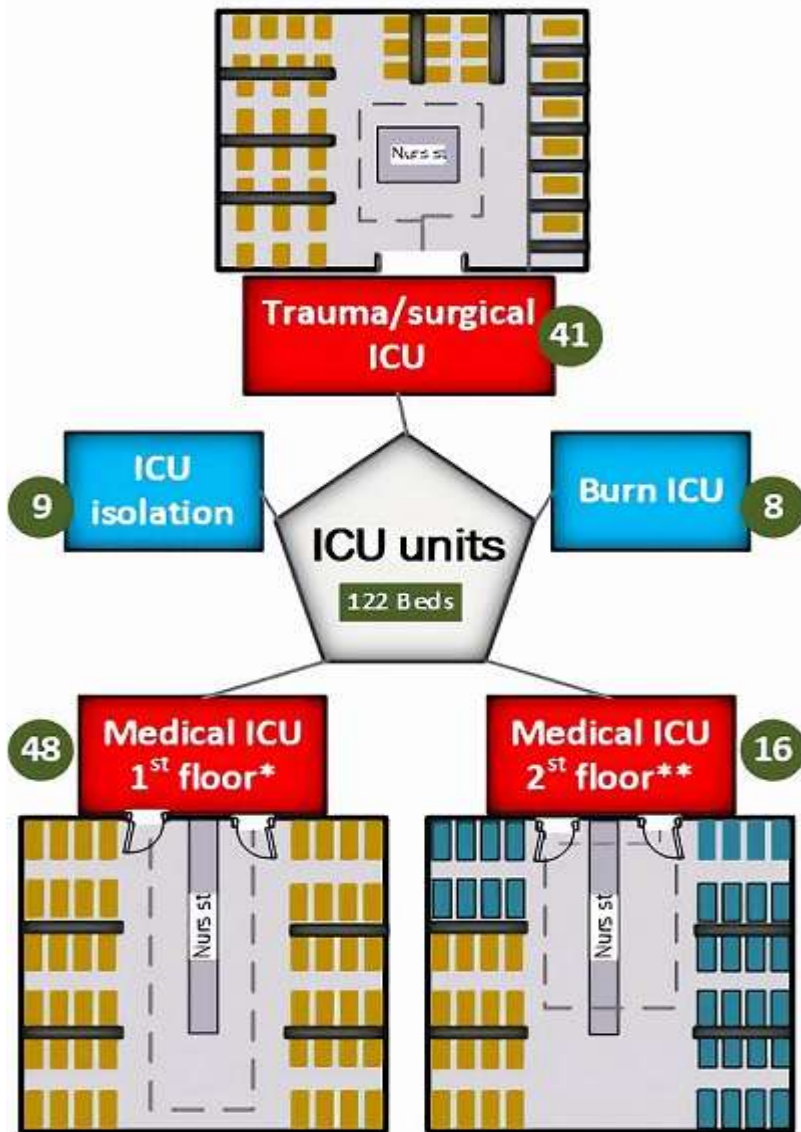 Nurs st
Trauma/surgical
ICU
41
ICU
isolation
9
Burn ICU
8
ICU units
122 Beds
48
Medical ICU
1st floor*
Medical ICU
2st floor**
16
Nurs st
Nurs st